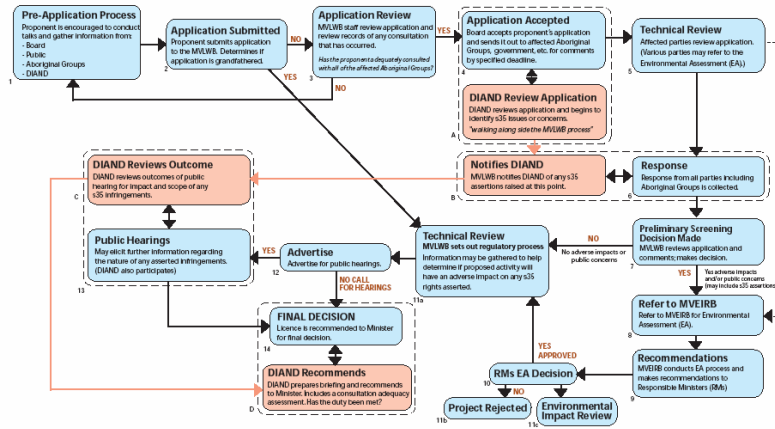 Pre-Application Process
Proponent is encouraged to conduct
talks and gather information from:
- Board
- Public
- Aboriginal Groups
- DIAND
1
Application Submitted
Proponent submits application
to the MVLWB. Determines if
application is grandfathered.
2
NO
YES
Application Review
MVLWB staff review application and
review records of any consultation
that has occurred.
Has the proponent adequately consulted
with all of the affected Aboriginal Groups?
3
NO
YES
Application Accepted
Board accepts proponent's application
and sends it out to affected Aboriginal
Groups, government, etc. for comments
by specified deadline.
4
DIAND Review Application
DIAND reviews application and begins to
identify s35 issues or concerns.
"walking along side the MVLWB process"
A
Technical Review
Affected parties review application.
(Various parties may refer to the
Environmental Assessment (EA).)
5
DIAND Reviews Outcome
DIAND reviews outcomes of public
hearing for impact and scope of any
s35 infringements.
C
Notifies DIAND
MVLWB notifies DIAND of any s35
assertions raised at this point.
B
Response
Response from all parties including
Aboriginal Groups is collected.
6
Public Hearings
May elicit further information regarding
the nature of any asserted infringements.
(DIAND also participates)
13
YES
Advertise
Advertise for public hearings.
12
NO CALL
FOR HEARINGS
Technical Review
MVLWB sets out regulatory process
Information may be gathered to help
determine if proposed activity will
have an adverse impact on any s35
rights asserted.
11a
NO
No adverse impacts or
public concerns
Preliminary Screening
Decision Made
MVLWB reviews application and
comments; makes decision.
7
YES
Yes adverse impacts
and/or public concerns
(may include s35 assertions)
FINAL DECISION
Licence is recommended to Minister
for final decision.
14
Refer to MVEIRB
Refer to MVEIRB for Environmental
Assessment (EA).
8
DIAND Recommends
DIAND prepares briefing and recommends
to Minister. Includes a consultation adequacy
assessment. Has the duty been met?
D
YES
APPROVED
RMs EA Decision
10
NO
Recommendations
MVEIRB conducts EA process and
makes recommendations to
Responsible Ministers (RMs)
9
Project Rejected
11b
Environmental
Impact Review
11c